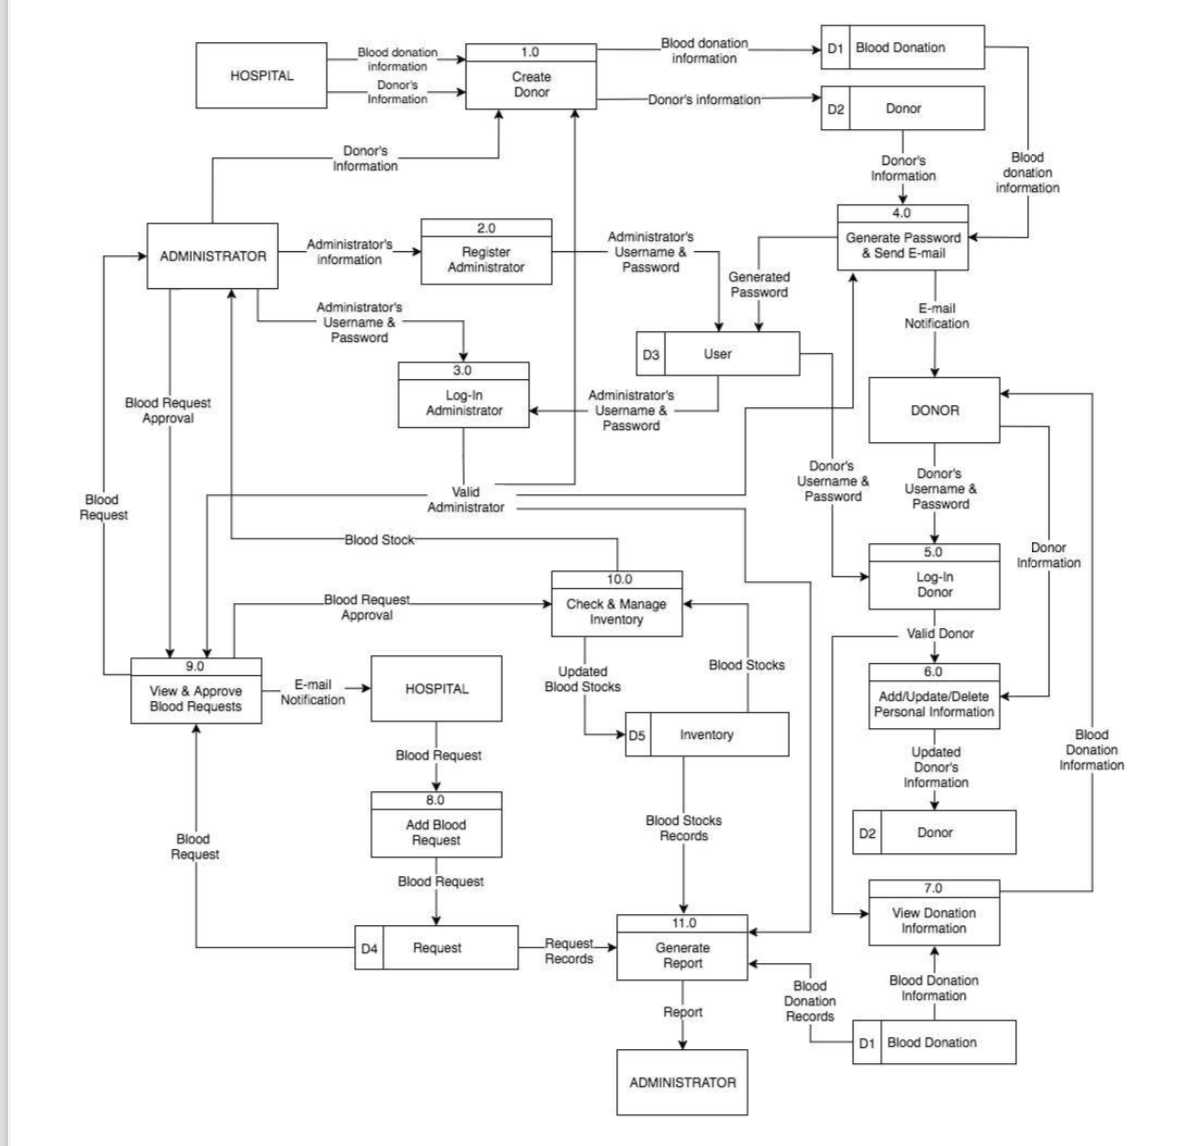 HOSPITAL
Blood donation
information
Donor's
Information
1.0
Create
Donor
Blood donation
information
Donor's information
D1 Blood Donation
D2 Donor
Donor's
Information
Donor's
Information
Blood
donation
information
ADMINISTRATOR
Administrator's
information
2.0
Register
Administrator
Administrator's
Username &
Password
Generated
Password
4.0
Generate Password
& Send E-mail
Administrator's
Username &
Password
E-mail
Notification
D3 User
3.0
Log-In
Administrator
Administrator's
Username &
Password
DONOR
Blood Request
Approval
Donor's
Username &
Password
Donor's
Username &
Password
Blood
Request
Valid
Administrator
Blood Stock
5.0
Log-In
Donor
Donor
Information
10.0
Check & Manage
Inventory
Blood Request
Approval
Valid Donor
9.0
View & Approve
Blood Requests
E-mail
Notification
HOSPITAL
Updated
Blood Stocks
Blood Stocks
6.0
Add/Update/Delete
Personal Information
D5 Inventory
Blood Request
Updated
Donor's
Information
Blood
Donation
Information
8.0
Add Blood
Request
Blood Stocks
Records
D2 Donor
Blood
Request
Blood Request
7.0
View Donation
Information
D4 Request
Request
Records
11.0
Generate
Report
Blood
Donation
Records
Blood Donation
Information
Report
D1 Blood Donation
ADMINISTRATOR